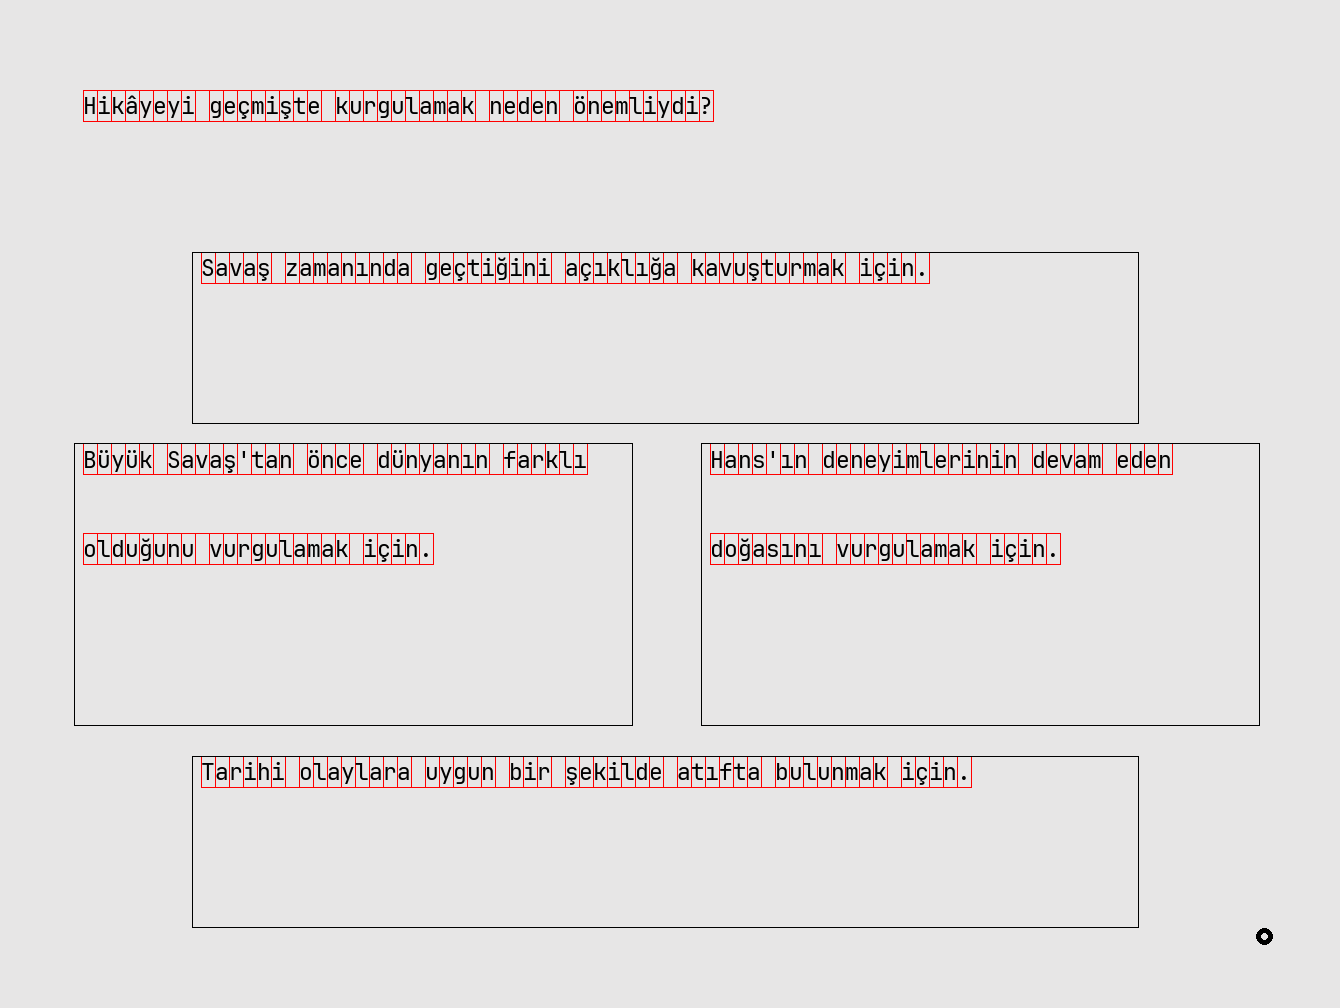 Hikâyeyi geçmişte kurgulamak neden önemliydi?
Savaş zamanında geçtiğini açıklığa kavuşturmak için.
Büyük Savaş'tan önce dünyanın farklı
olduğunu vurgulamak için.
Hans'ın deneyimlerinin devam eden
doğasını vurgulamak için.
Tarihi olaylara uygun bir şekilde atıfta bulunmak için.